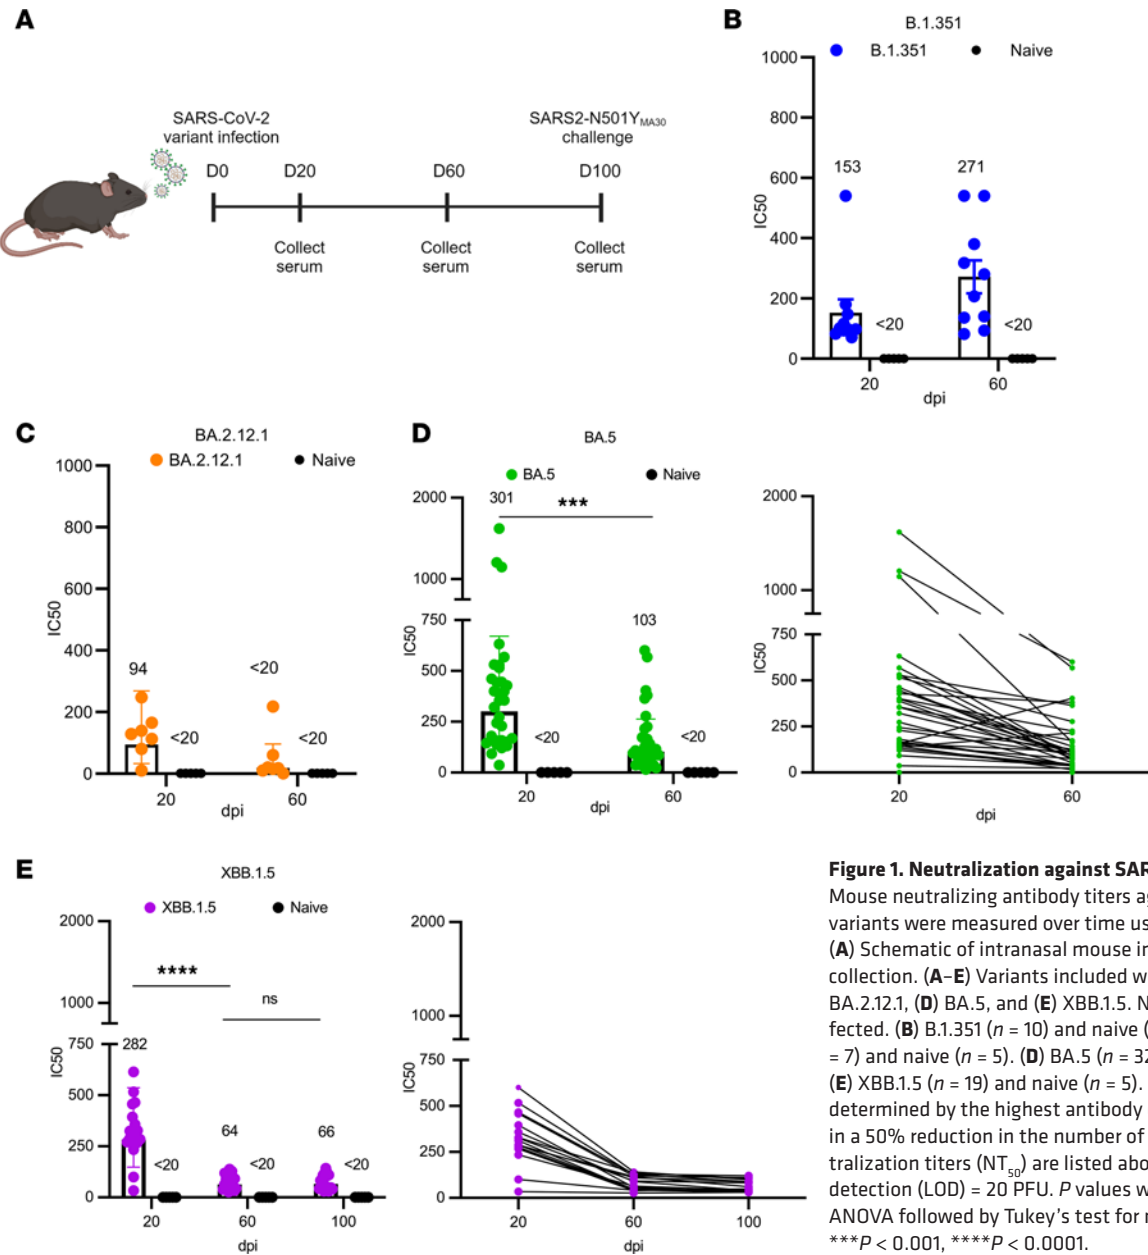 A
SARS-CoV-2
variant infection
SARS2-N501YMA30
challenge
D0
D20
D60
D100
Collect
serum
Collect
serum
Collect
serum
B
B.1.351
B.1.351
Naive
1000
800
600
400
200
0
IC50
153
<20
271
<20
20
60
dpi
C
BA.2.12.1
BA.2.12.1
Naive
1000
800
600
400
200
0
IC50
94
<20
<20
<20
20
60
dpi
D
BA.5
BA.5
Naive
2000
1000
750
500
250
0
IC50
301
***
103
<20
<20
20
60
dpi
2000
1000
750
500
250
0
IC50
20
60
dpi
E
XBB.1.5
XBB.1.5
Naive
2000
1000
750
500
250
0
IC50
****
ns
282
64
66
<20
<20
<20
20
60
100
dpi
2000
1000
750
500
250
0
IC50
20
60
100
dpi
Figure 1. Neutralization against SAR
Mouse neutralizing antibody titers a
variants were measured over time us
(A) Schematic of intranasal mouse in
collection. (A–E) Variants included w
BA.2.12.1, (D) BA.5, and (E) XBB.1.5. N
fected. (B) B.1.351 (n = 10) and naive (
= 7) and naive (n = 5). (D) BA.5 (n = 32
(E) XBB.1.5 (n = 19) and naive (n = 5).
determined by the highest antibody
in a 50% reduction in the number of
tralization titers (NT50) are listed abo
detection (LOD) = 20 PFU. P values w
ANOVA followed by Tukey's test for
***P < 0.001, ****P < 0.0001.